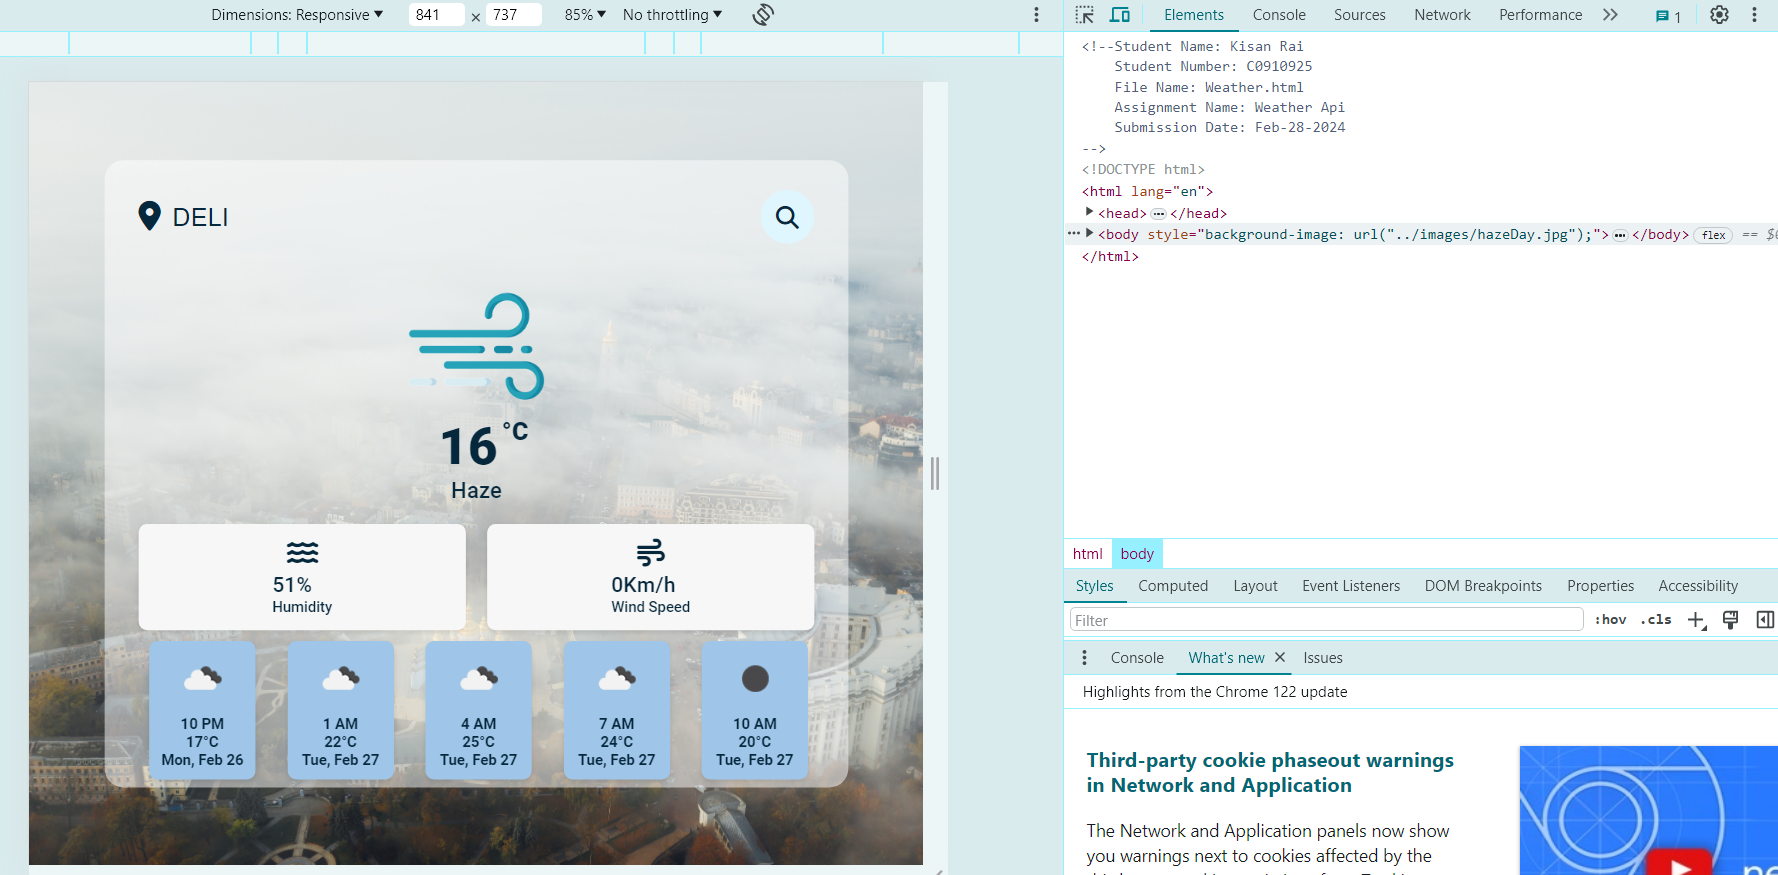 Dimensions: Responsive 841 × 737 85% No throttling
Elements Console Sources Network Performance 1
<!--Student Name: Kisan Rai
Student Number: C0910925
File Name: Weather.html
Assignment Name: Weather Api
Submission Date: Feb-28-2024
-->
<!DOCTYPE html>
<html lang="en">
<head> </head>
<body style="background-image: url("../images/hazeDay.jpg");"> </body> flex ==
</html>
DELI
16 °C
Haze
51%
Humidity
0Km/h
Wind Speed
10 PM
17°C
Mon, Feb 26
1 AM
22°C
Tue, Feb 27
4 AM
25°C
Tue, Feb 27
7 AM
24°C
Tue, Feb 27
10 AM
20°C
Tue, Feb 27
html body
Styles Computed Layout Event Listeners DOM Breakpoints Properties Accessibility
Filter :hov .cls
Console What's new Issues
Highlights from the Chrome 122 update
Third-party cookie phaseout warnings
in Network and Application
The Network and Application panels now show
you warnings next to cookies affected by the